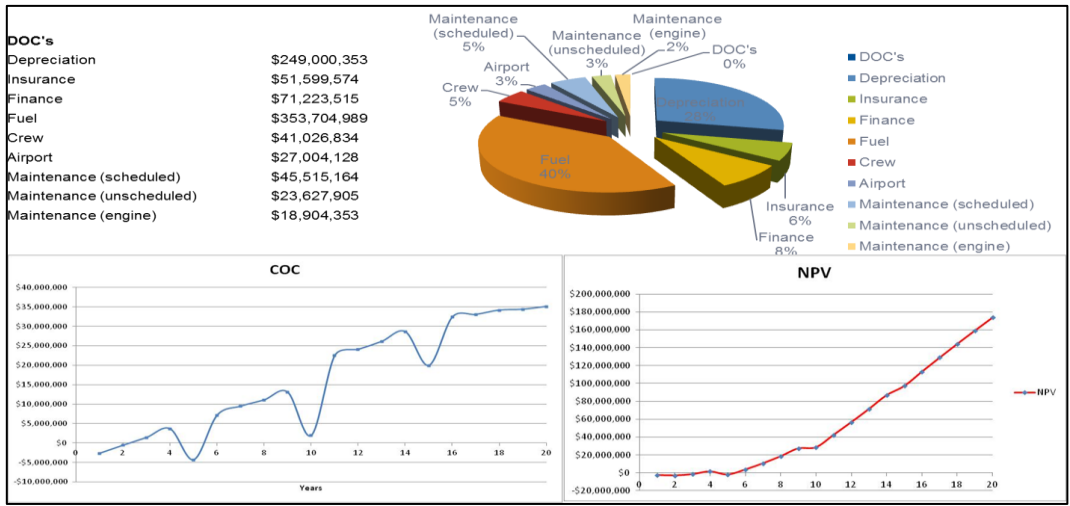 DOC's
Depreciation $249,000,353
Insurance $51,599,574
Finance $71,223,515
Fuel $353,704,989
Crew $41,026,834
Airport $27,004,128
Maintenance (scheduled) $45,515,164
Maintenance (unscheduled) $23,627,905
Maintenance (engine) $18,904,353
Maintenance
(scheduled)
5%
Maintenance
(unscheduled)
3%
Maintenance
(engine)
2%
DOC's
0%
Airport
3%
Crew
5%
Depreciation
Fuel
40%
Insurance
6%
Finance
8%
DOC's
Depreciation
Insurance
Finance
Fuel
Crew
Airport
Maintenance (scheduled)
Maintenance (unscheduled)
Maintenance (engine)
COC
$40,000,000
$35,000,000
$30,000,000
$25,000,000
$20,000,000
$15,000,000
$10,000,000
$5,000,000
$0
-$5,000,000
-$10,000,000
0 2 4 6 8 10 12 14 16 18 20
Years
NPV
$200,000,000
$180,000,000
$160,000,000
$140,000,000
$120,000,000
$100,000,000
$80,000,000
$60,000,000
$40,000,000
$20,000,000
$0
-$20,000,000
0 2 4 6 8 10 12 14 16 18 20
NPV